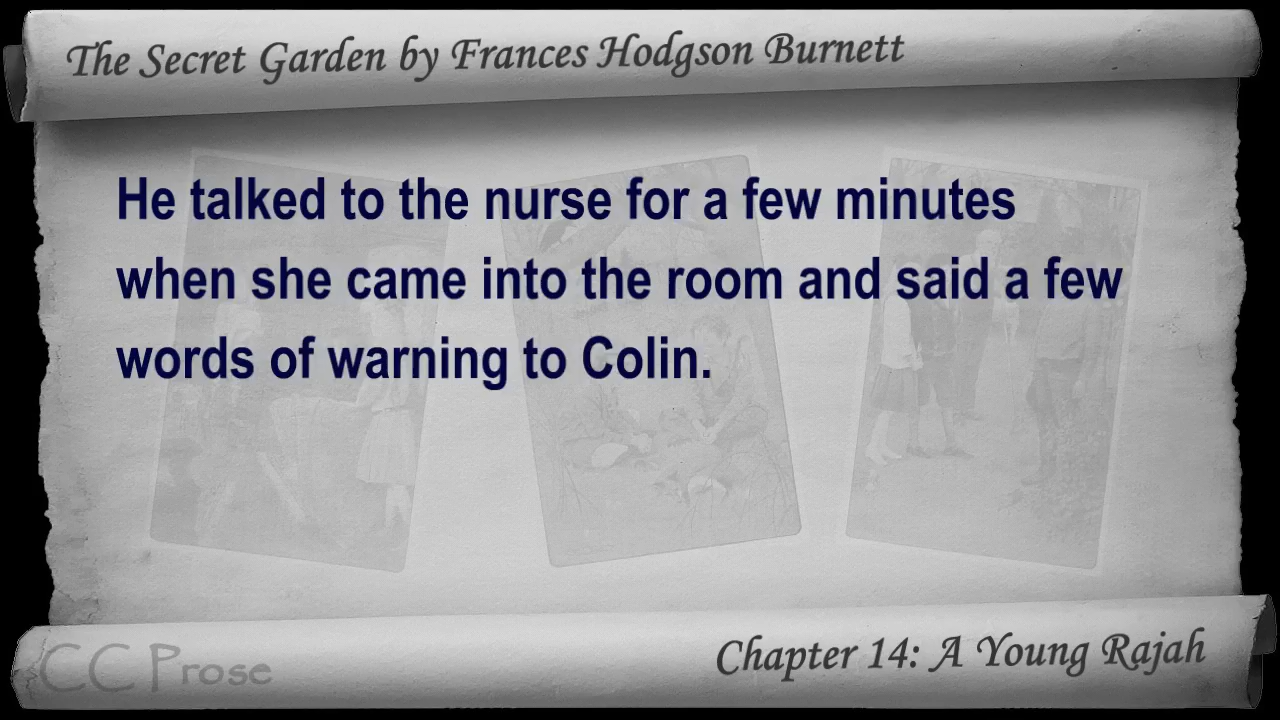 The Secret Garden by Frances Hodgson Burnett
He talked to the nurse for a few minutes
when she came into the room and said a few
words of warning to Colin.
CC Prose
Chapter 14: A Young Rajah